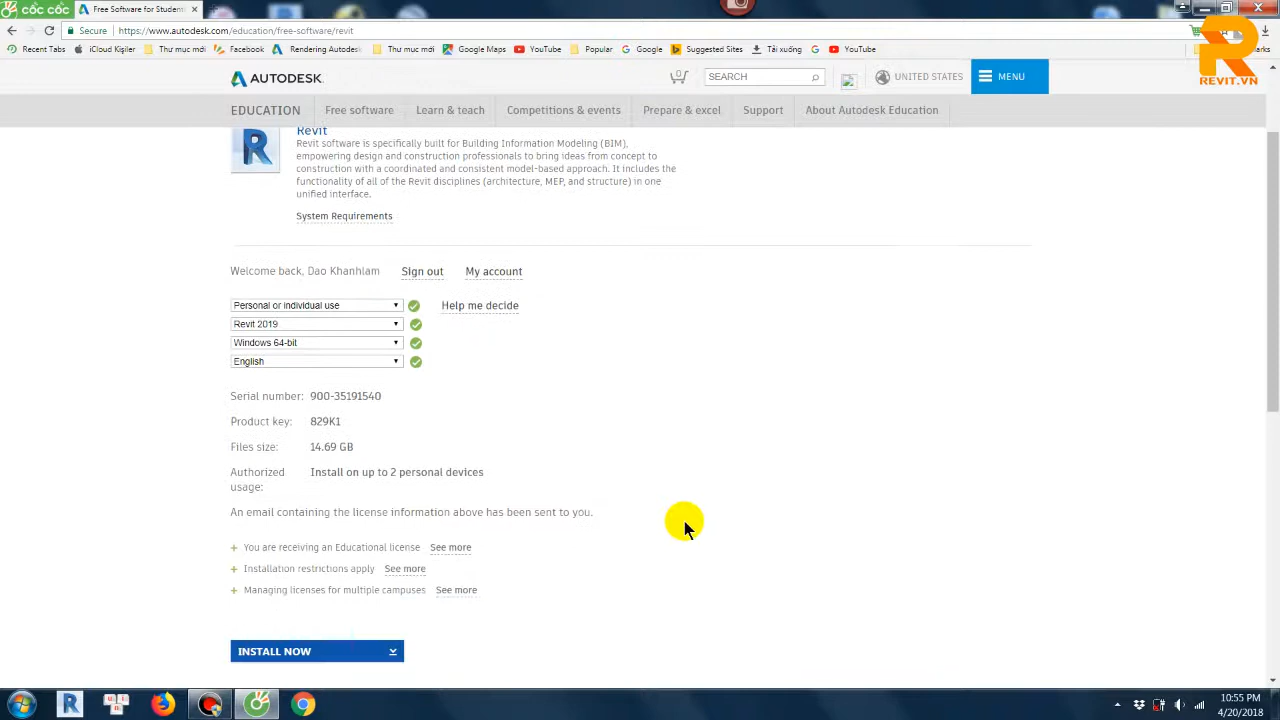 cốc cốc
Free Software for Students
Secure https://www.autodesk.com/education/free-software/revit
Recent Tabs iCloud Kişiler Thư mục mới Facebook Rendering Autodesk Thư mục mới Google Maps YouTube Popular Google Suggested Sites Tải xuống YouTube
REVIT.VN
AUTODESK 0 SEARCH UNITED STATES MENU
EDUCATION Free software Learn & teach Competitions & events Prepare & excel Support About Autodesk Education
Revit
Revit software is specifically built for Building Information Modeling (BIM),
empowering design and construction professionals to bring ideas from concept to
construction with a coordinated and consistent model-based approach. It includes the
functionality of all of the Revit disciplines (architecture, MEP, and structure) in one
unified interface.
System Requirements
Welcome back, Dao Khanhlam Sign out My account
Personal or individual use Help me decide
Revit 2019
Windows 64-bit
English
Serial number: 900-35191540
Product key: 829K1
Files size: 14.69 GB
Authorized usage: Install on up to 2 personal devices
An email containing the license information above has been sent to you.
+ You are receiving an Educational license See more
+ Installation restrictions apply See more
+ Managing licenses for multiple campuses See more
INSTALL NOW
10:55 PM
4/20/2018